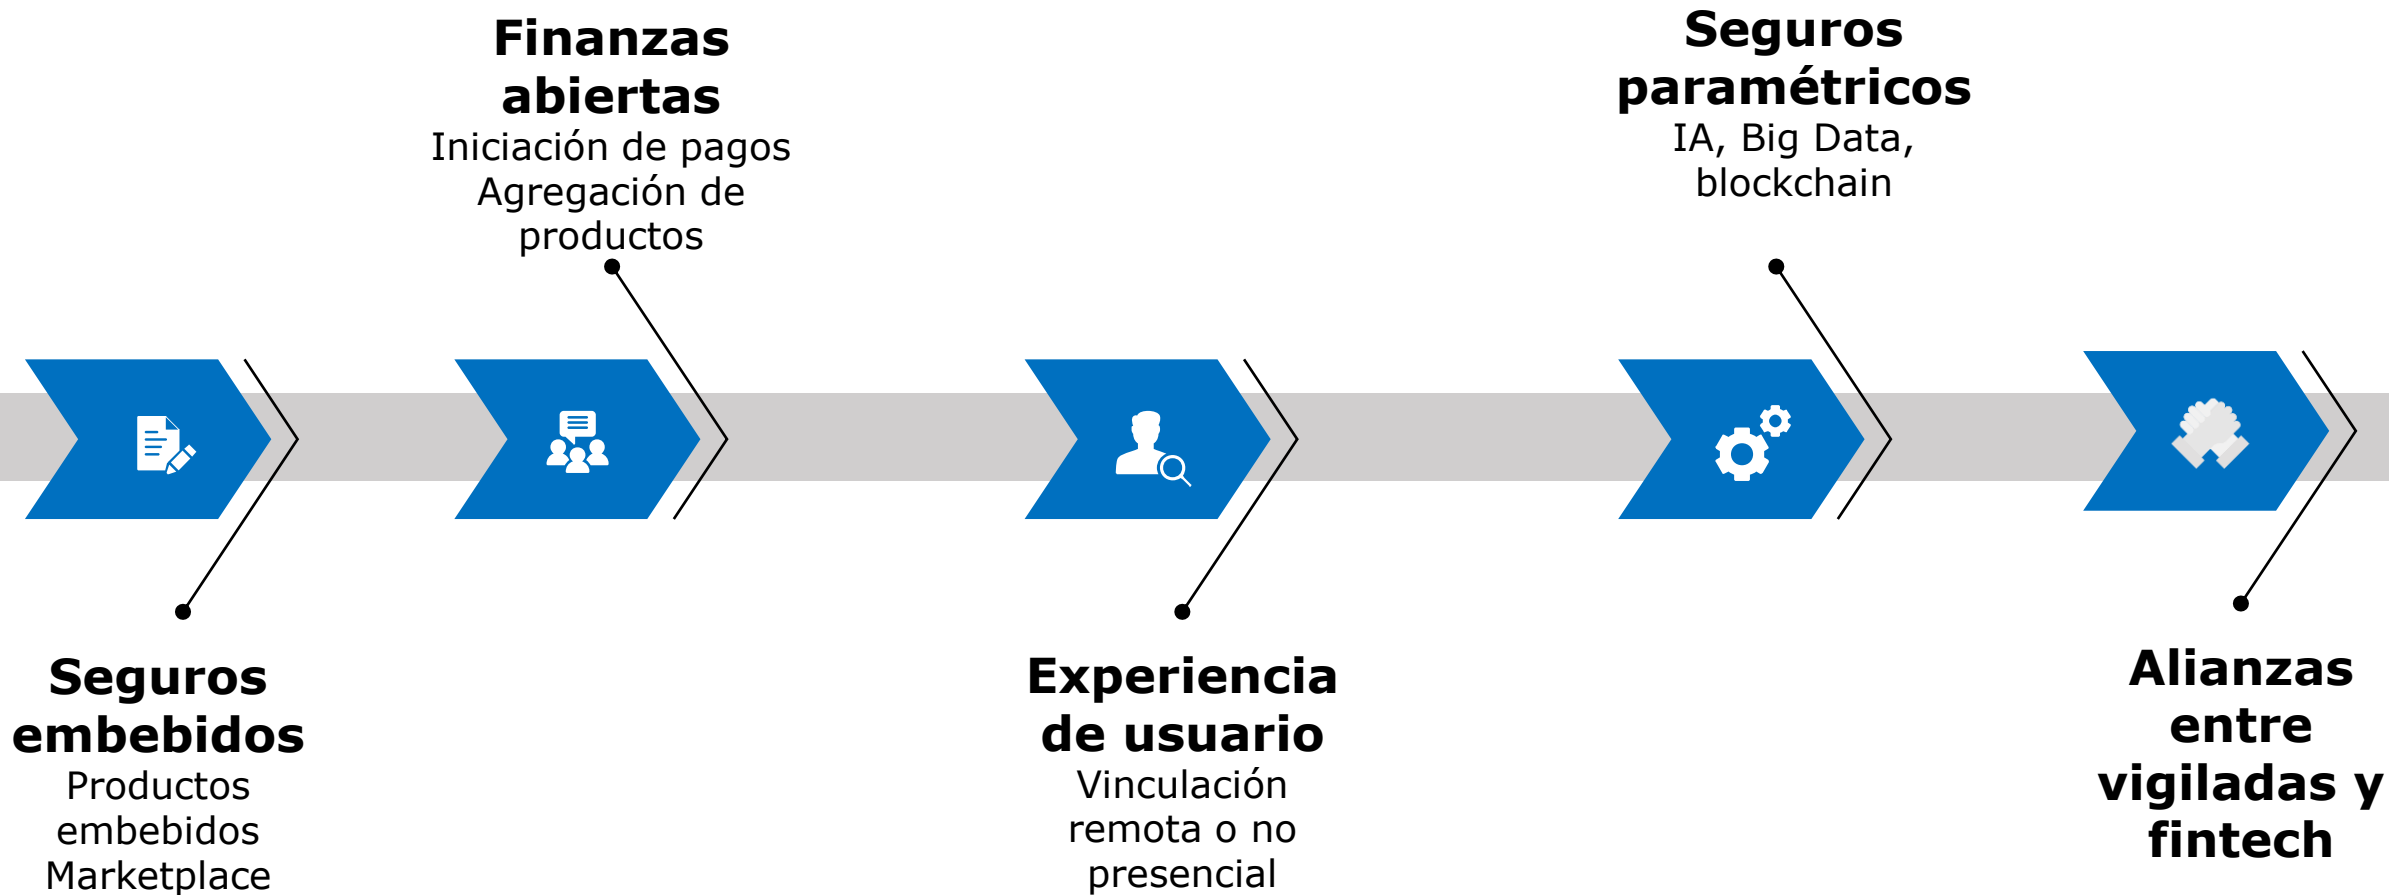 Seguros
embebidos
Productos
embebidos
Marketplace
Finanzas
abiertas
Iniciación de pagos
Agregación de
productos
Experiencia
de usuario
Vinculación
remota o no
presencial
Seguros
paramétricos
IA, Big Data,
blockchain
Alianzas
entre
vigiladas y
fintech